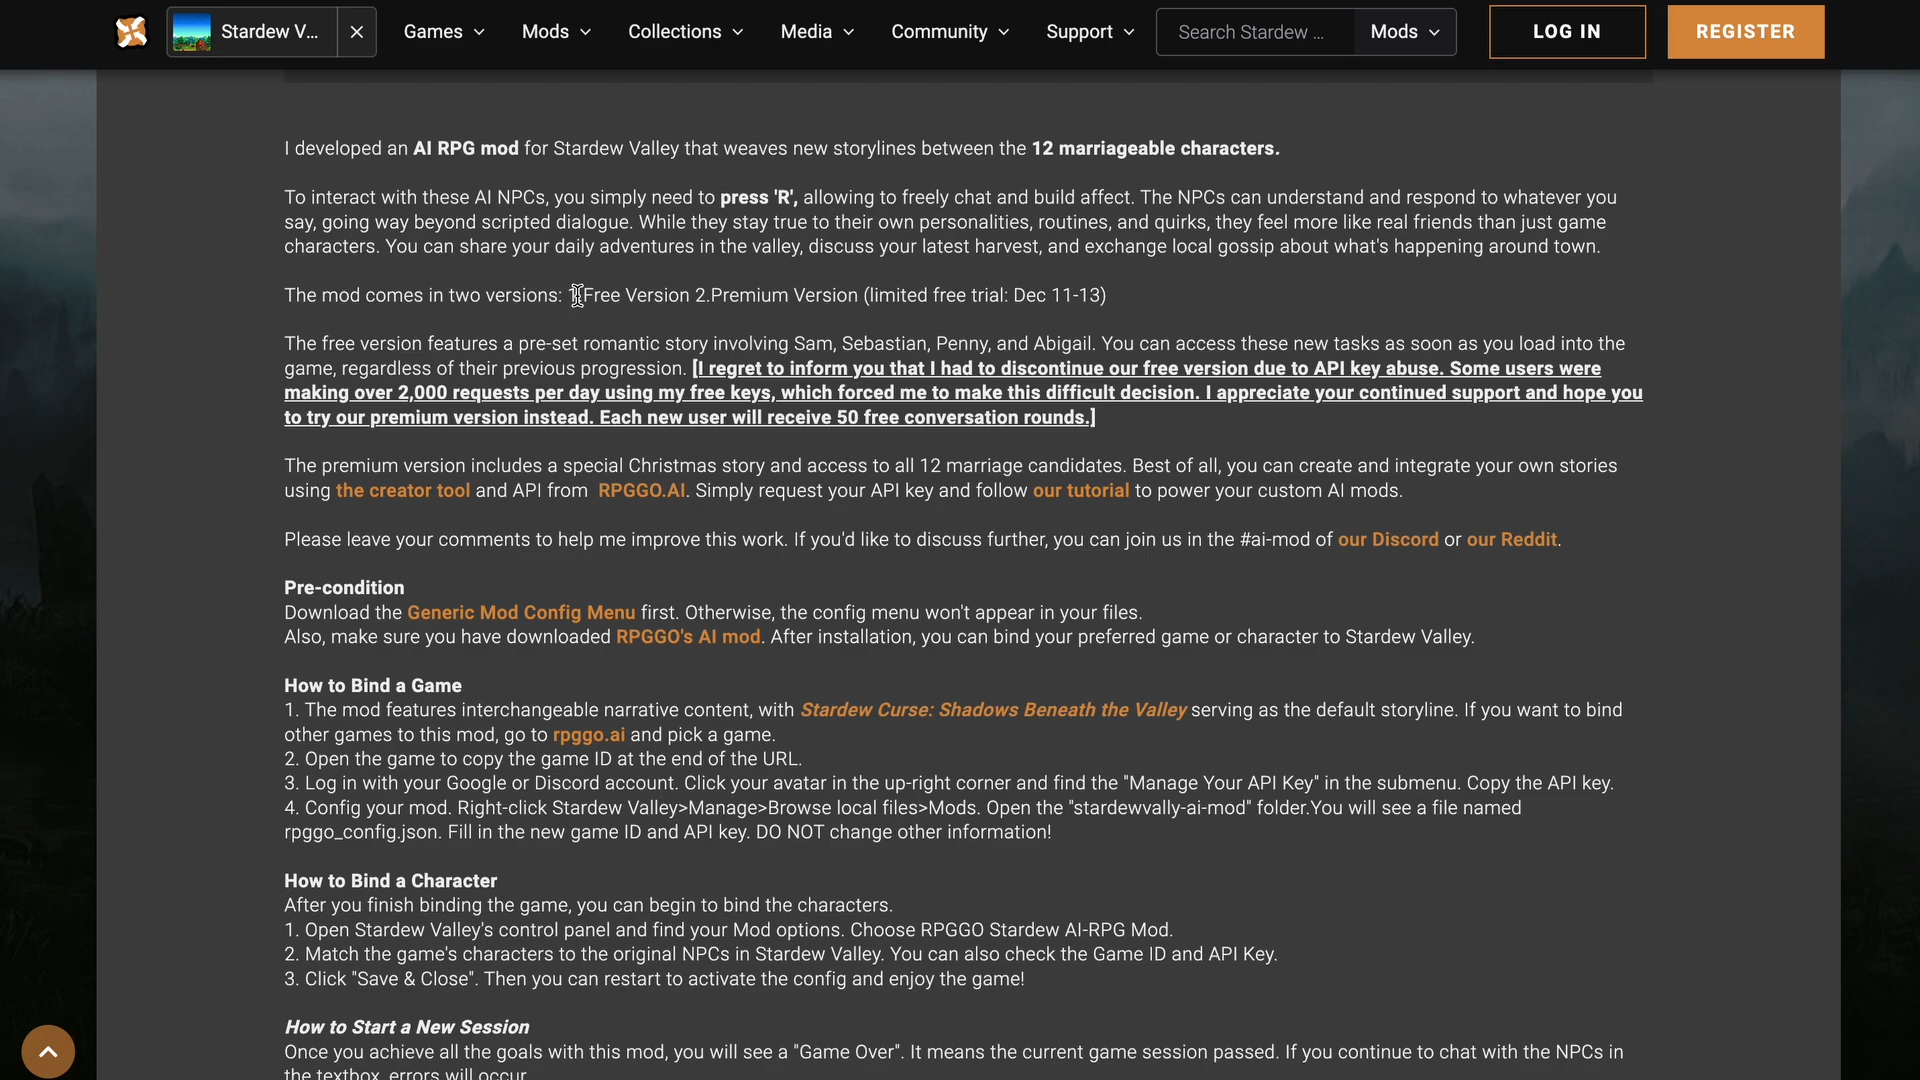 Stardew V...
Games
Mods
Collections
Media
Community
Support
Search Stardew ...
Mods
LOG IN
REGISTER
I developed an AI RPG mod for Stardew Valley that weaves new storylines between the 12 marriageable characters.
To interact with these AI NPCs, you simply need to press 'R', allowing to freely chat and build affect. The NPCs can understand and respond to whatever you
say, going way beyond scripted dialogue. While they stay true to their own personalities, routines, and quirks, they feel more like real friends than just game
characters. You can share your daily adventures in the valley, discuss your latest harvest, and exchange local gossip about what's happening around town.
The mod comes in two versions: 1.Free Version 2.Premium Version (limited free trial: Dec 11-13)
The free version features a pre-set romantic story involving Sam, Sebastian, Penny, and Abigail. You can access these new tasks as soon as you load into the
game, regardless of their previous progression. [I regret to inform you that I had to discontinue our free version due to API key abuse. Some users were
making over 2,000 requests per day using my free keys, which forced me to make this difficult decision. I appreciate your continued support and hope you
to try our premium version instead. Each new user will receive 50 free conversation rounds.]
The premium version includes a special Christmas story and access to all 12 marriage candidates. Best of all, you can create and integrate your own stories
using the creator tool and API from RPGGO.AI. Simply request your API key and follow our tutorial to power your custom AI mods.
Please leave your comments to help me improve this work. If you'd like to discuss further, you can join us in the #ai-mod of our Discord or our Reddit.
Pre-condition
Download the Generic Mod Config Menu first. Otherwise, the config menu won't appear in your files.
Also, make sure you have downloaded RPGGO's AI mod. After installation, you can bind your preferred game or character to Stardew Valley.
How to Bind a Game
1. The mod features interchangeable narrative content, with Stardew Curse: Shadows Beneath the Valley serving as the default storyline. If you want to bind
other games to this mod, go to rpggo.ai and pick a game.
2. Open the game to copy the game ID at the end of the URL.
3. Log in with your Google or Discord account. Click your avatar in the up-right corner and find the "Manage Your API Key" in the submenu. Copy the API key.
4. Config your mod. Right-click Stardew Valley>Manage>Browse local files>Mods. Open the "stardewvally-ai-mod" folder.You will see a file named
rpggo_config.json. Fill in the new game ID and API key. DO NOT change other information!
How to Bind a Character
After you finish binding the game, you can begin to bind the characters.
1. Open Stardew Valley's control panel and find your Mod options. Choose RPGGO Stardew AI-RPG Mod.
2. Match the game's characters to the original NPCs in Stardew Valley. You can also check the Game ID and API Key.
3. Click "Save & Close". Then you can restart to activate the config and enjoy the game!
How to Start a New Session
Once you achieve all the goals with this mod, you will see a "Game Over". It means the current game session passed. If you continue to chat with the NPCs in
the textbox, errors will occur.